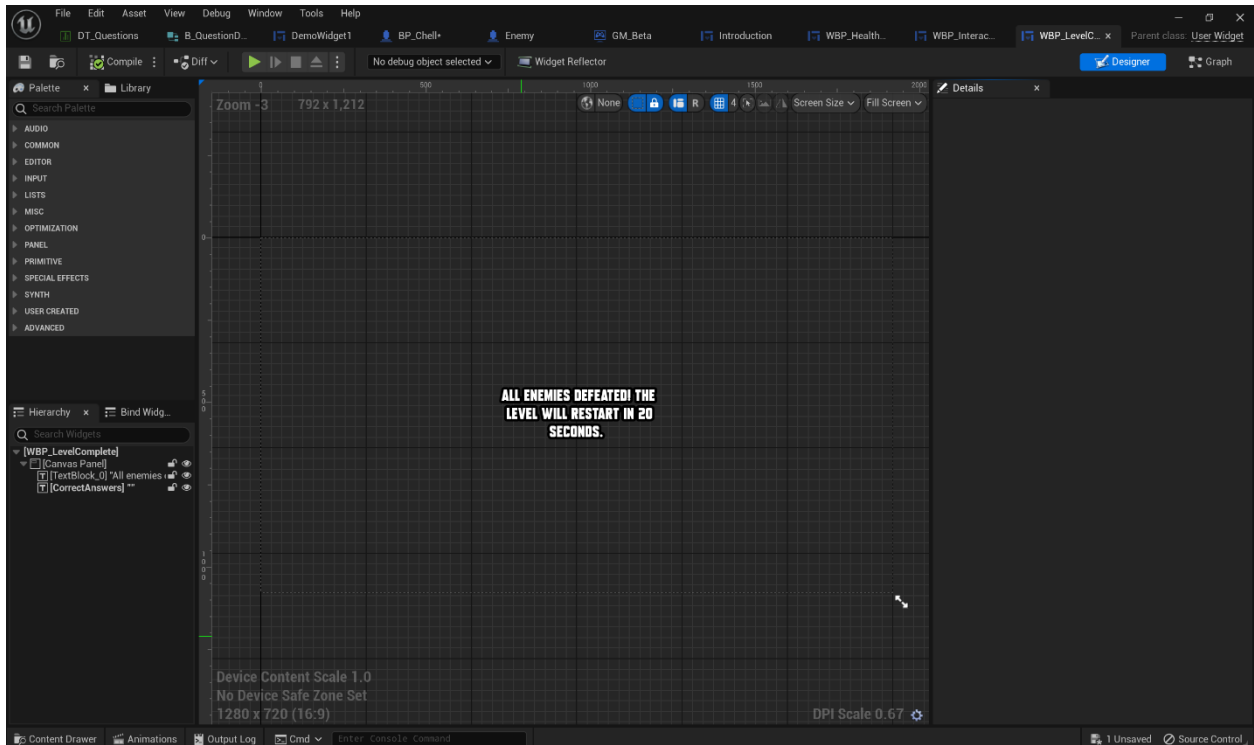 File Edit Asset View Debug Window Tools Help
DT_Questions B_QuestionD... DemoWidget1 BP_Chell• Enemy GM_Beta Introduction WBP_Health... WBP_Interac... WBP_LevelC... x Parent class: User Widget
Compile Diff No debug object selected Widget Reflector Designer Graph
Palette x Library
Search Palette
AUDIO
COMMON
EDITOR
INPUT
LISTS
MISC
OPTIMIZATION
PANEL
PRIMITIVE
SPECIAL EFFECTS
SYNTH
USER CREATED
ADVANCED
Hierarchy x Bind Widg...
Search Widgets
[WBP_LevelComplete]
[Canvas Panel]
[TextBlock_0] "All enemies
[CorrectAnswers] ""
0 500 1000 1500 2000
Zoom -3 792 x 1,212 None R 4 Screen Size Fill Screen
0
500
1000
ALL ENEMIES DEFEATED! THE
LEVEL WILL RESTART IN 20
SECONDS.
Device Content Scale 1.0
No Device Safe Zone Set
1280 x 720 (16:9) DPI Scale 0.67
Details x
Content Drawer Animations Output Log Cmd Enter Console Command 1 Unsaved Source Control